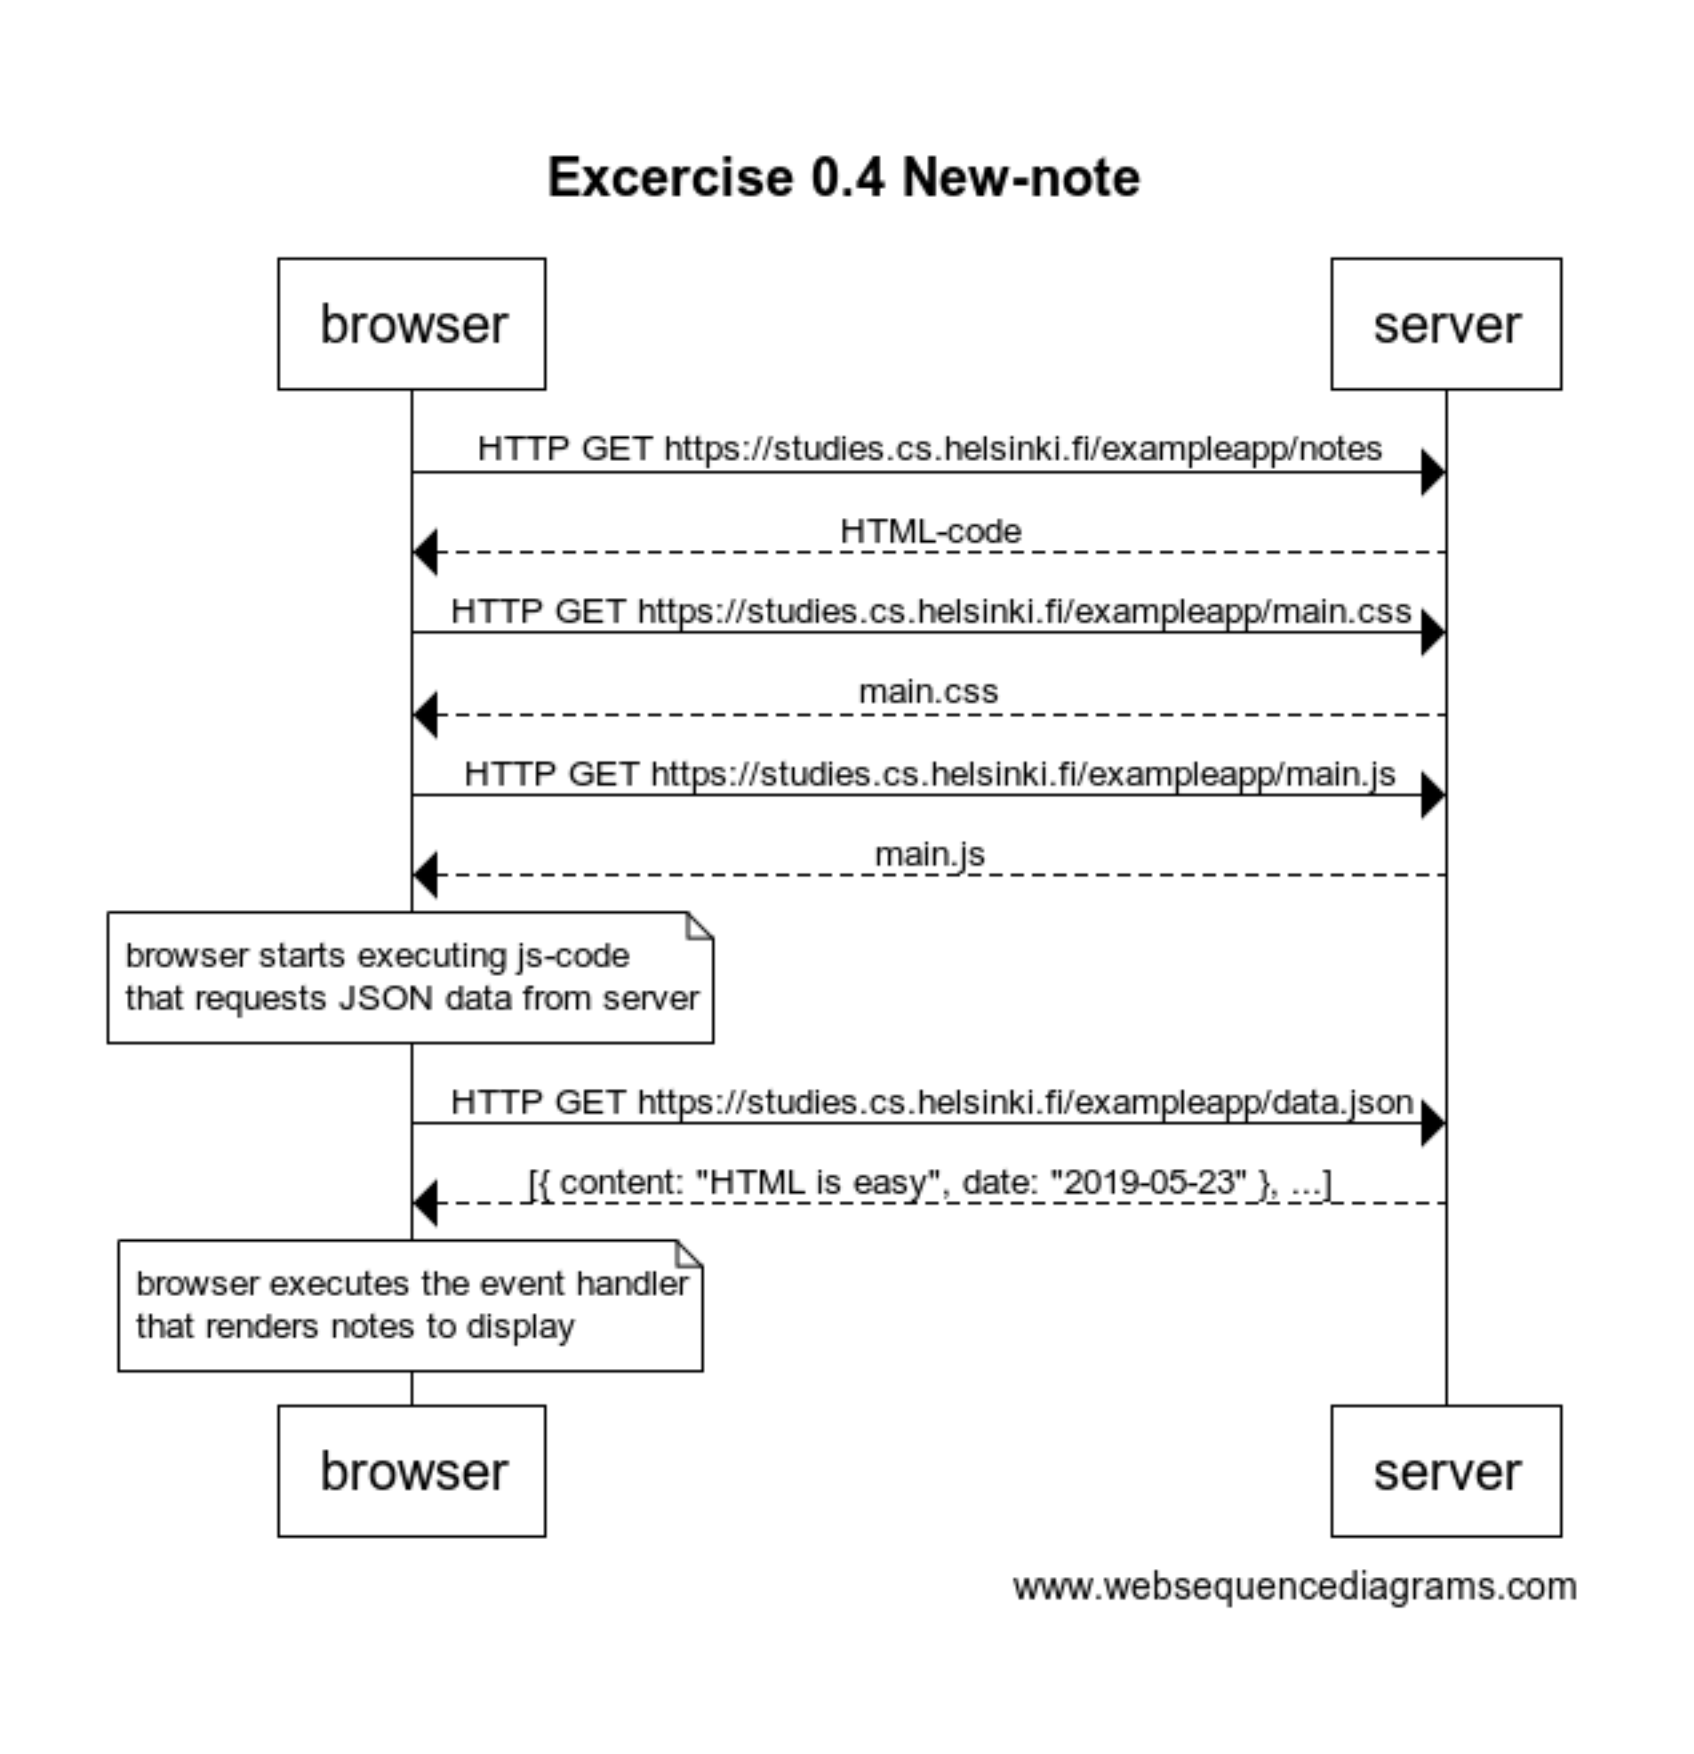 Excercise 0.4 New-note
browser
server
HTTP GET https://studies.cs.helsinki.fi/exampleapp/notes
HTML-code
HTTP GET https://studies.cs.helsinki.fi/exampleapp/main.css
main.css
HTTP GET https://studies.cs.helsinki.fi/exampleapp/main.js
main.js
browser starts executing js-code
that requests JSON data from server
HTTP GET https://studies.cs.helsinki.fi/exampleapp/data.json
[{ content: "HTML is easy", date: "2019-05-23" }, ...]
browser executes the event handler
that renders notes to display
browser
server
www.websequencediagrams.com